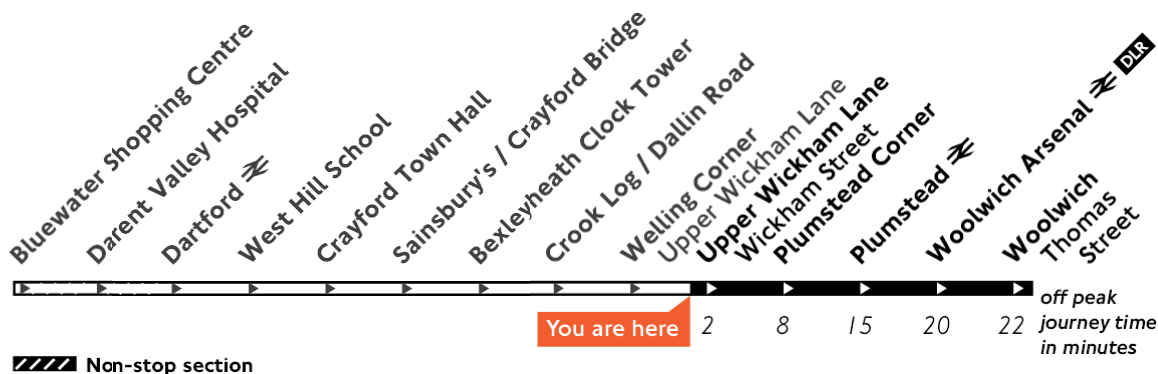 Bluewater Shopping Centre
Darent Valley Hospital
Dartford
West Hill School
Crayford Town Hall
Sainsbury's / Crayford Bridge
Bexleyheath Clock Tower
Crook Log / Dallin Road
Welling Corner
Upper Wickham Lane
Upper Wickham Lane
Wickham Street
Plumstead Corner
Plumstead
Woolwich Arsenal DLR
Woolwich
Thomas
Street
You are here
2 8 15 20 22
off peak
journey time
in minutes
Non-stop section